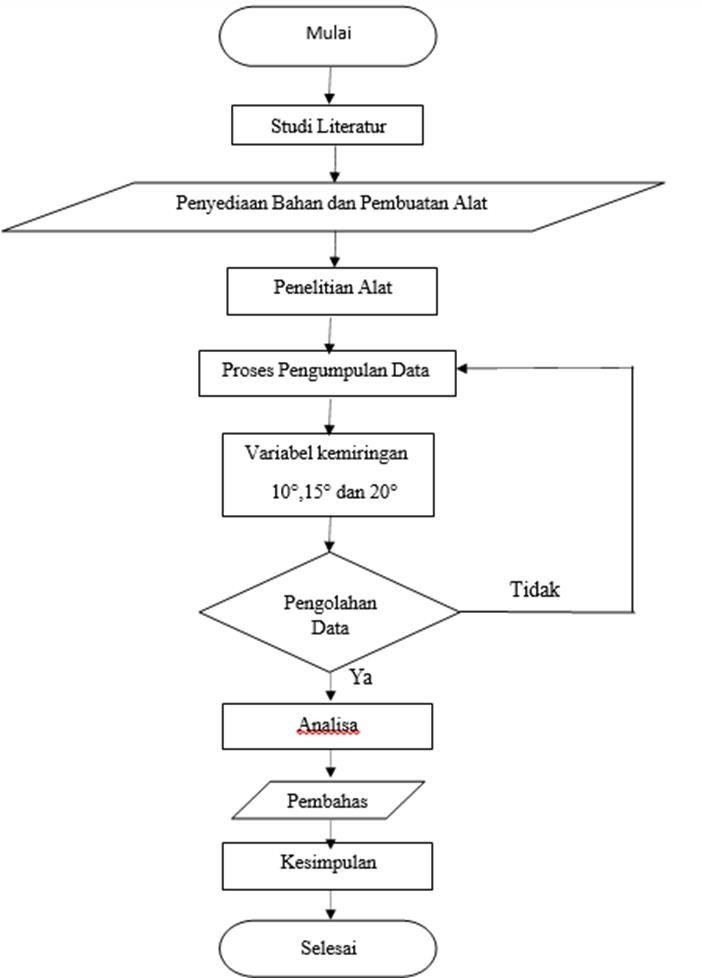 Mulai
Studi Literatur
Penyediaan Bahan dan Pembuatan Alat
Penelitian Alat
Proses Pengumpulan Data
Variabel kemiringan
10°,15° dan 20°
Pengolahan
Data
Tidak
Ya
Analisa
Pembahas
Kesimpulan
Selesai